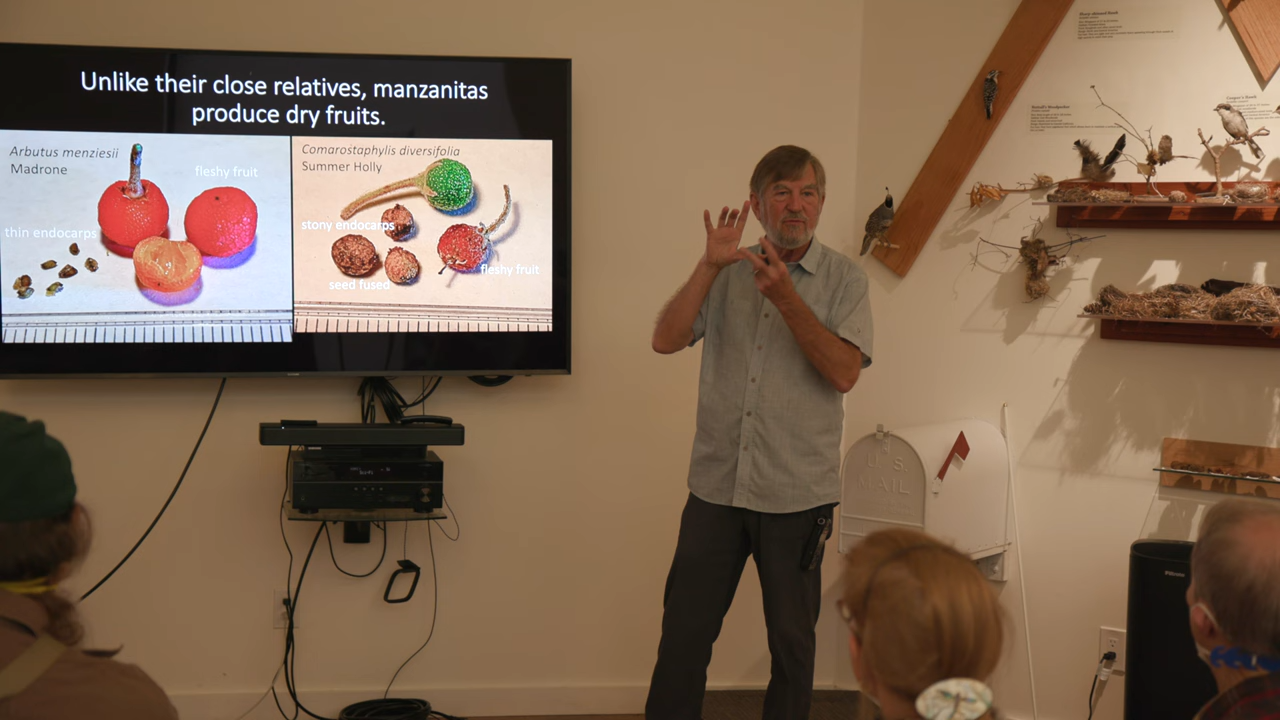 Unlike their close relatives, manzanitas
produce dry fruits.
Arbutus menziesii
Madrone
fleshy fruit
thin endocarps
Comarostaphylis diversifolia
Summer Holly
stony endocarps
fleshy fruit
seed fused
U.S.
MAIL